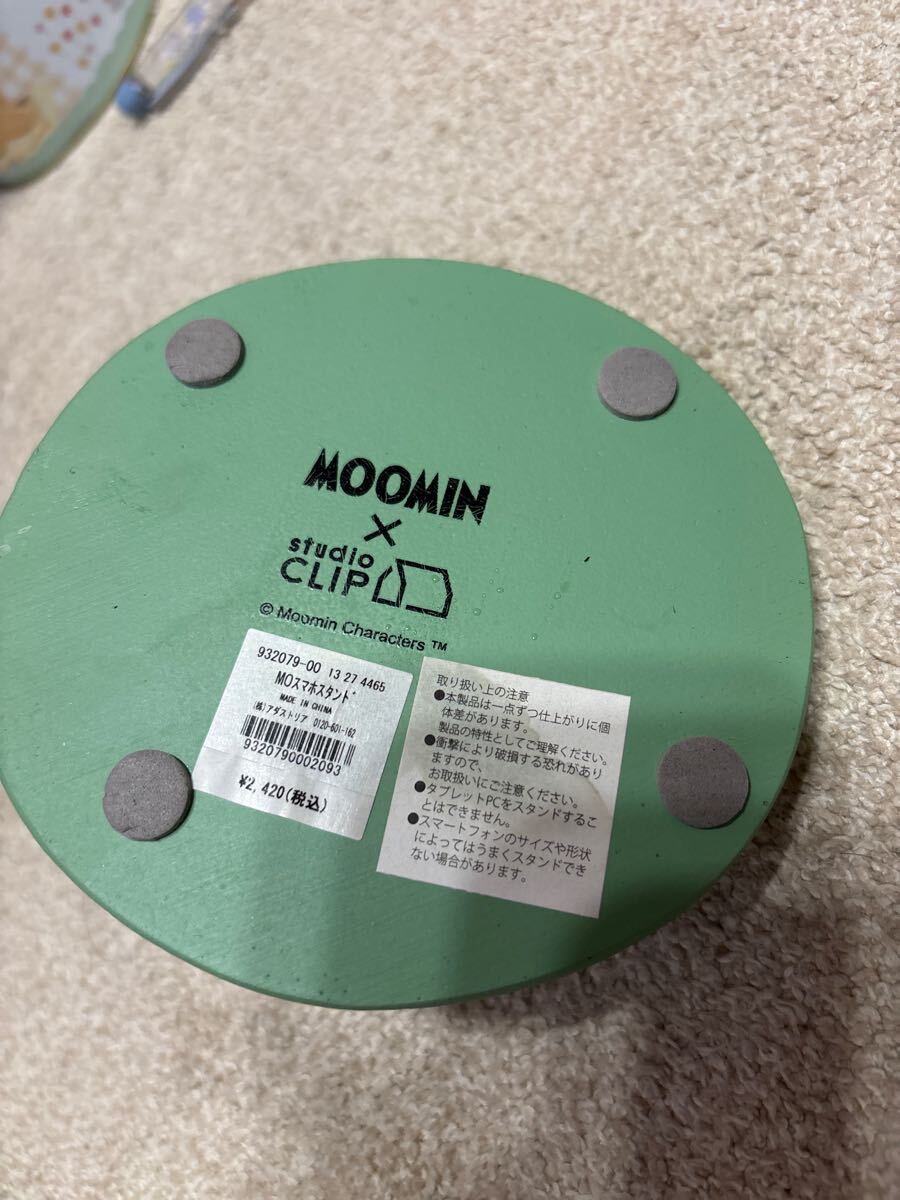 MOOMIN
×
studio
CLIP
© Moomin Characters ™
932079-00 13 27 4465
MOスマホスタンド
MADE IN CHINA
(株)アダストリア 0120-601-162
9320790002093
¥2,420(税込)
取り扱い上の注意
●本製品は一点ずつ仕上がりに個
体差があります。
製品の特性としてご理解ください。
●衝撃により破損する恐れがあり
ますので、
お取扱いにご注意ください。
●タブレットPCをスタンドするこ
とはできません。
●スマートフォンのサイズや形状
によってはうまくスタンドでき
ない場合があります。